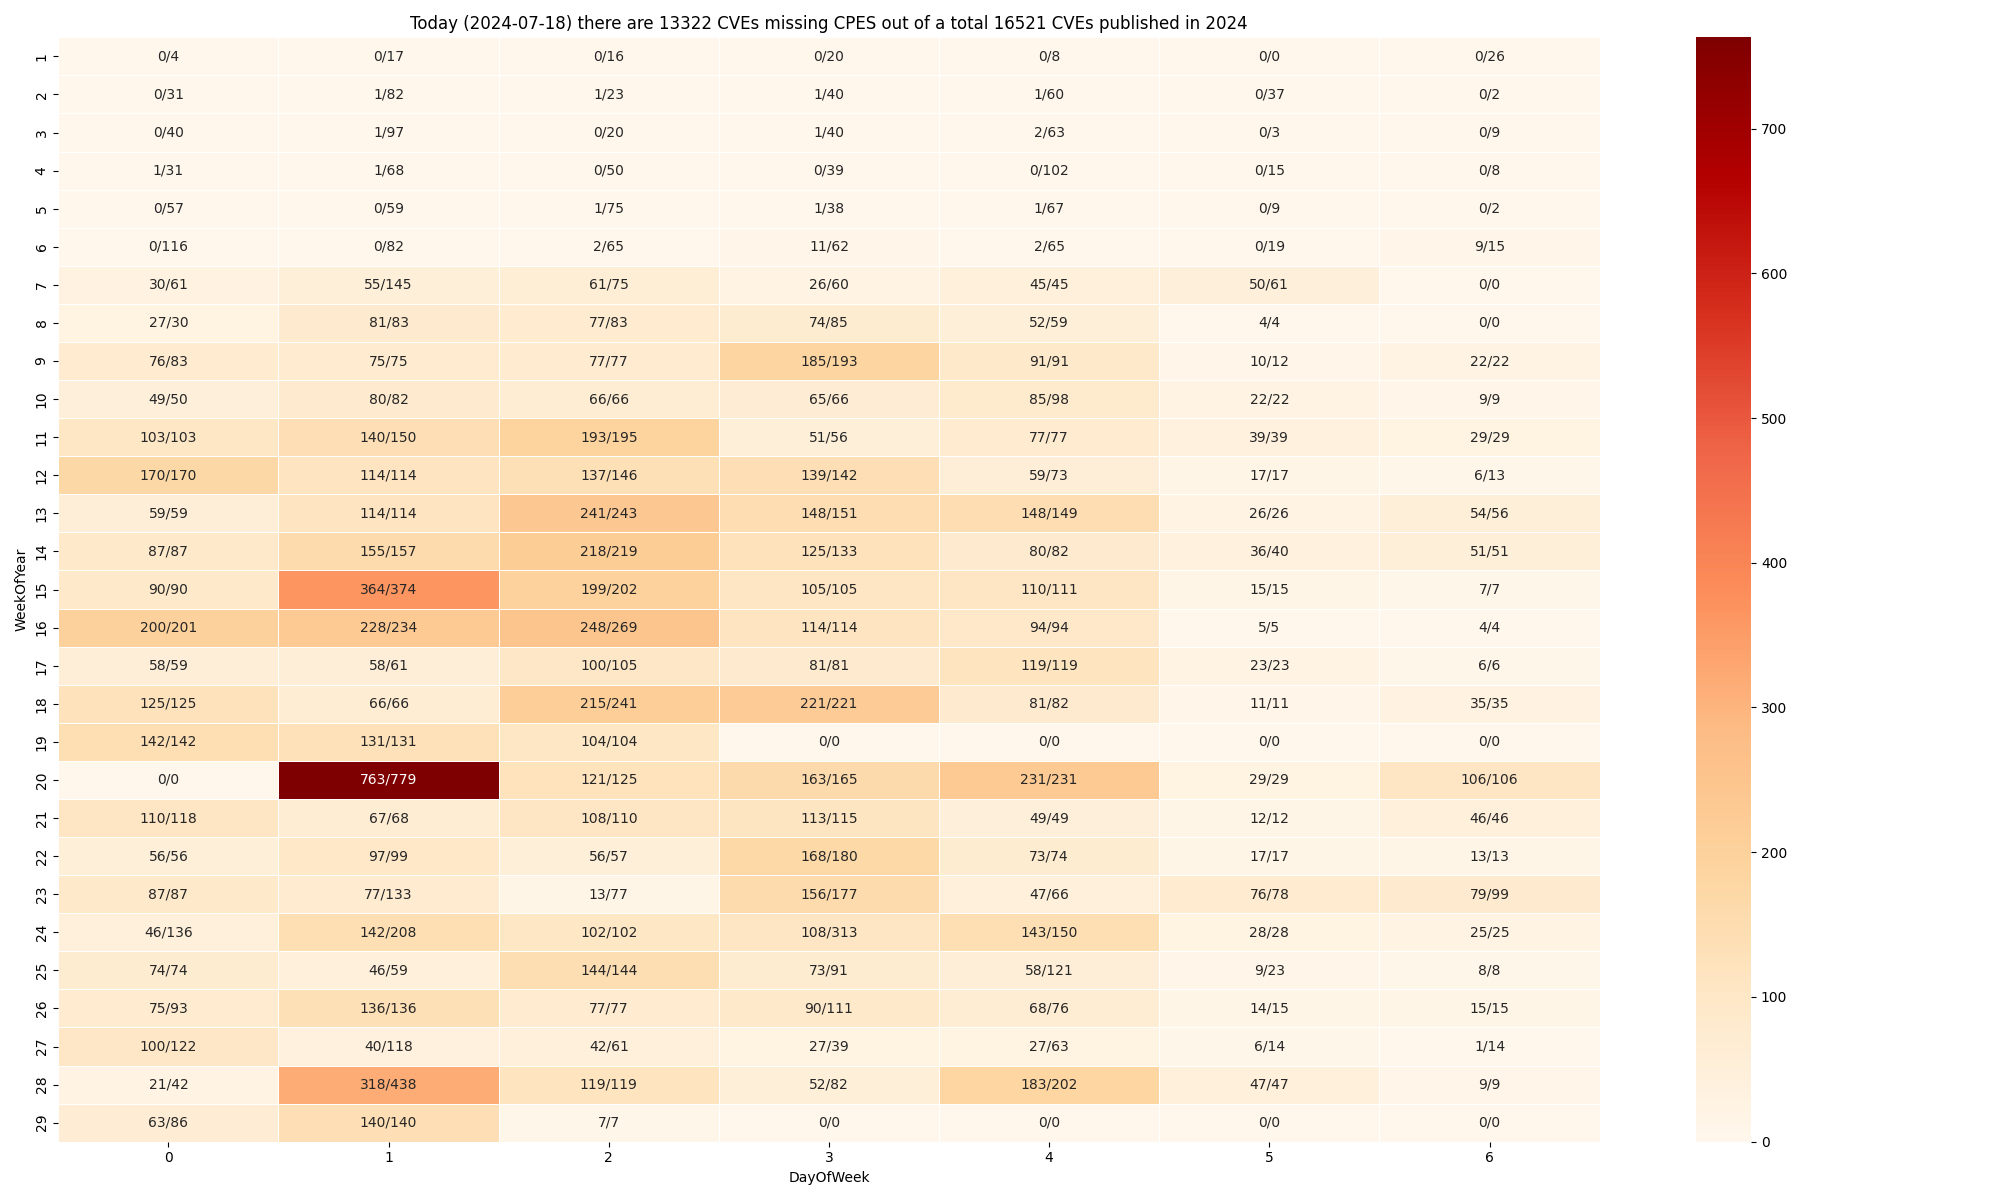 Today (2024-07-18) there are 13322 CVEs missing CPES out of a total 16521 CVEs published in 2024
WeekOfYear
1 0/4 0/17 0/16 0/20 0/8 0/0 0/26
2 0/31 1/82 1/23 1/40 1/60 0/37 0/2
3 0/40 1/97 0/20 1/40 2/63 0/3 0/9
4 1/31 1/68 0/50 0/39 0/102 0/15 0/8
5 0/57 0/59 1/75 1/38 1/67 0/9 0/2
6 0/116 0/82 2/65 11/62 2/65 0/19 9/15
7 30/61 55/145 61/75 26/60 45/45 50/61 0/0
8 27/30 81/83 77/83 74/85 52/59 4/4 0/0
9 76/83 75/75 77/77 185/193 91/91 10/12 22/22
10 49/50 80/82 66/66 65/66 85/98 22/22 9/9
11 103/103 140/150 193/195 51/56 77/77 39/39 29/29
12 170/170 114/114 137/146 139/142 59/73 17/17 6/13
13 59/59 114/114 241/243 148/151 148/149 26/26 54/56
14 87/87 155/157 218/219 125/133 80/82 36/40 51/51
15 90/90 364/374 199/202 105/105 110/111 15/15 7/7
16 200/201 228/234 248/269 114/114 94/94 5/5 4/4
17 58/59 58/61 100/105 81/81 119/119 23/23 6/6
18 125/125 66/66 215/241 221/221 81/82 11/11 35/35
19 142/142 131/131 104/104 0/0 0/0 0/0 0/0
20 0/0 763/779 121/125 163/165 231/231 29/29 106/106
21 110/118 67/68 108/110 113/115 49/49 12/12 46/46
22 56/56 97/99 56/57 168/180 73/74 17/17 13/13
23 87/87 77/133 13/77 156/177 47/66 76/78 79/99
24 46/136 142/208 102/102 108/313 143/150 28/28 25/25
25 74/74 46/59 144/144 73/91 58/121 9/23 8/8
26 75/93 136/136 77/77 90/111 68/76 14/15 15/15
27 100/122 40/118 42/61 27/39 27/63 6/14 1/14
28 21/42 318/438 119/119 52/82 183/202 47/47 9/9
29 63/86 140/140 7/7 0/0 0/0 0/0 0/0
0 1 2 3 4 5 6
DayOfWeek
700
600
500
400
300
200
100
0